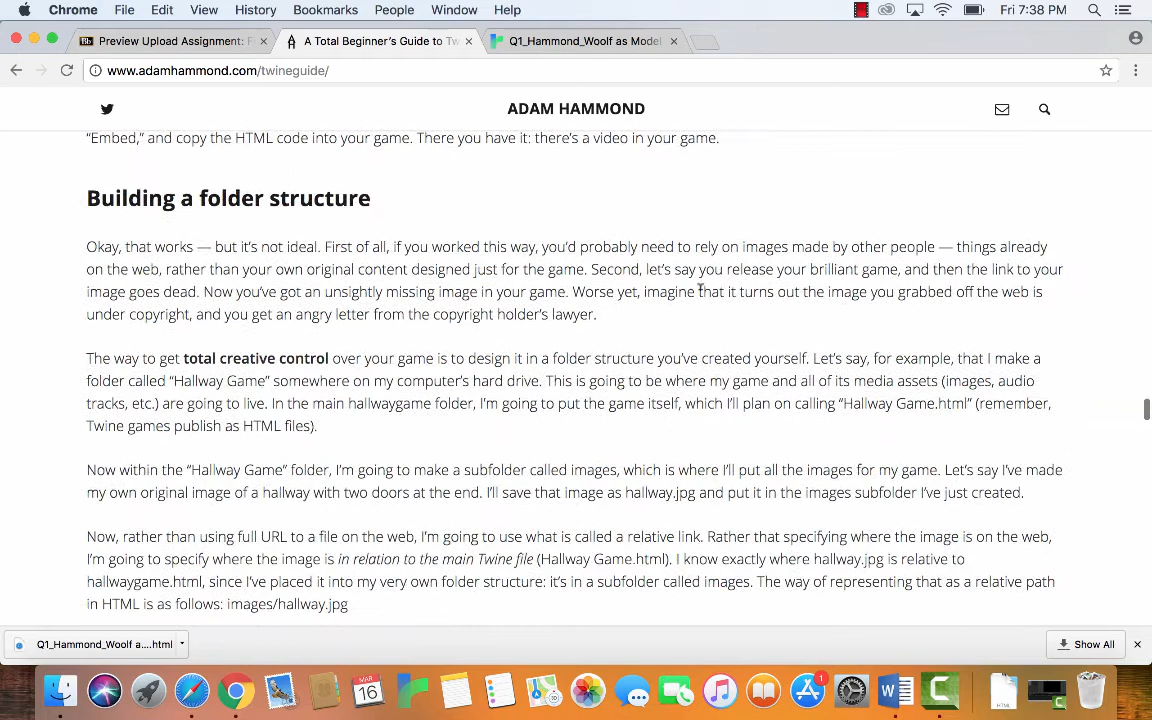 Chrome File Edit View History Bookmarks People Window Help Fri 7:38 PM
Bb Preview Upload Assignment: F × A Total Beginner's Guide to Tw × Q1_Hammond_Woolf as Model ×
www.adamhammond.com/twineguide/
ADAM HAMMOND
“Embed,” and copy the HTML code into your game. There you have it: there’s a video in your game.
Building a folder structure
Okay, that works — but it’s not ideal. First of all, if you worked this way, you’d probably need to rely on images made by other people — things already
on the web, rather than your own original content designed just for the game. Second, let’s say you release your brilliant game, and then the link to your
image goes dead. Now you’ve got an unsightly missing image in your game. Worse yet, imagine that it turns out the image you grabbed off the web is
under copyright, and you get an angry letter from the copyright holder’s lawyer.
The way to get total creative control over your game is to design it in a folder structure you’ve created yourself. Let’s say, for example, that I make a
folder called “Hallway Game” somewhere on my computer’s hard drive. This is going to be where my game and all of its media assets (images, audio
tracks, etc.) are going to live. In the main hallwaygame folder, I’m going to put the game itself, which I’ll plan on calling “Hallway Game.html” (remember,
Twine games publish as HTML files).
Now within the “Hallway Game” folder, I’m going to make a subfolder called images, which is where I’ll put all the images for my game. Let’s say I’ve made
my own original image of a hallway with two doors at the end. I’ll save that image as hallway.jpg and put it in the images subfolder I’ve just created.
Now, rather than using full URL to a file on the web, I’m going to use what is called a relative link. Rather that specifying where the image is on the web,
I’m going to specify where the image is in relation to the main Twine file (Hallway Game.html). I know exactly where hallway.jpg is relative to
hallwaygame.html, since I’ve placed it into my very own folder structure: it’s in a subfolder called images. The way of representing that as a relative path
in HTML is as follows: images/hallway.jpg
Q1_Hammond_Woolf a....html Show All ×
MAR
16
1
HTML